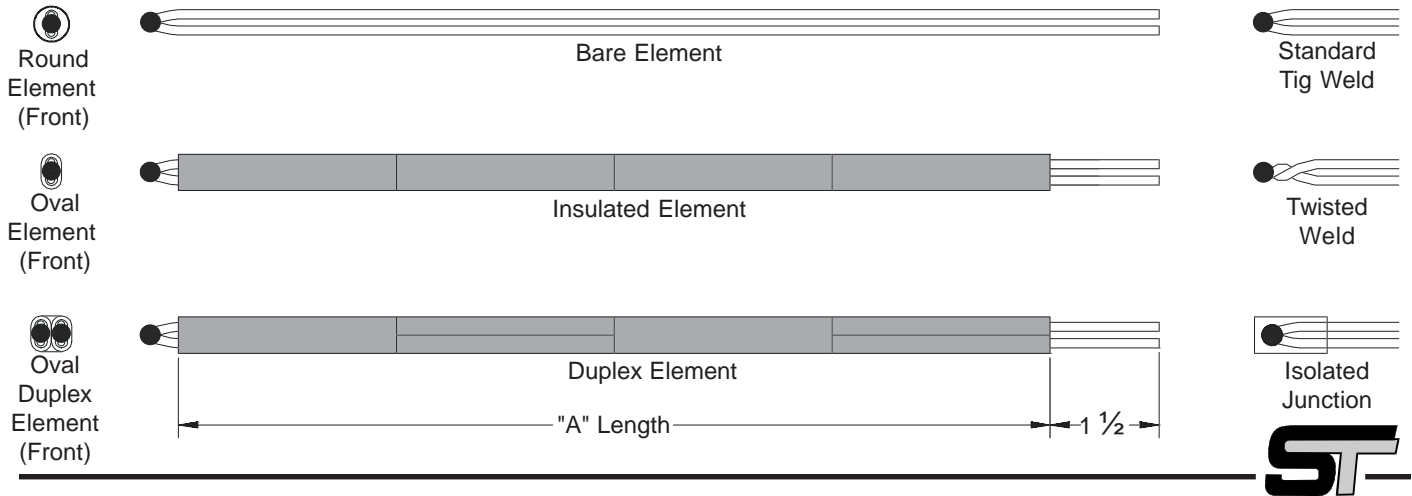 Round
Element
(Front)
Bare Element
Standard
Tig Weld
Oval
Element
(Front)
Insulated Element
Twisted
Weld
Oval
Duplex
Element
(Front)
Duplex Element
"A" Length
1 ½
Isolated
Junction
ST